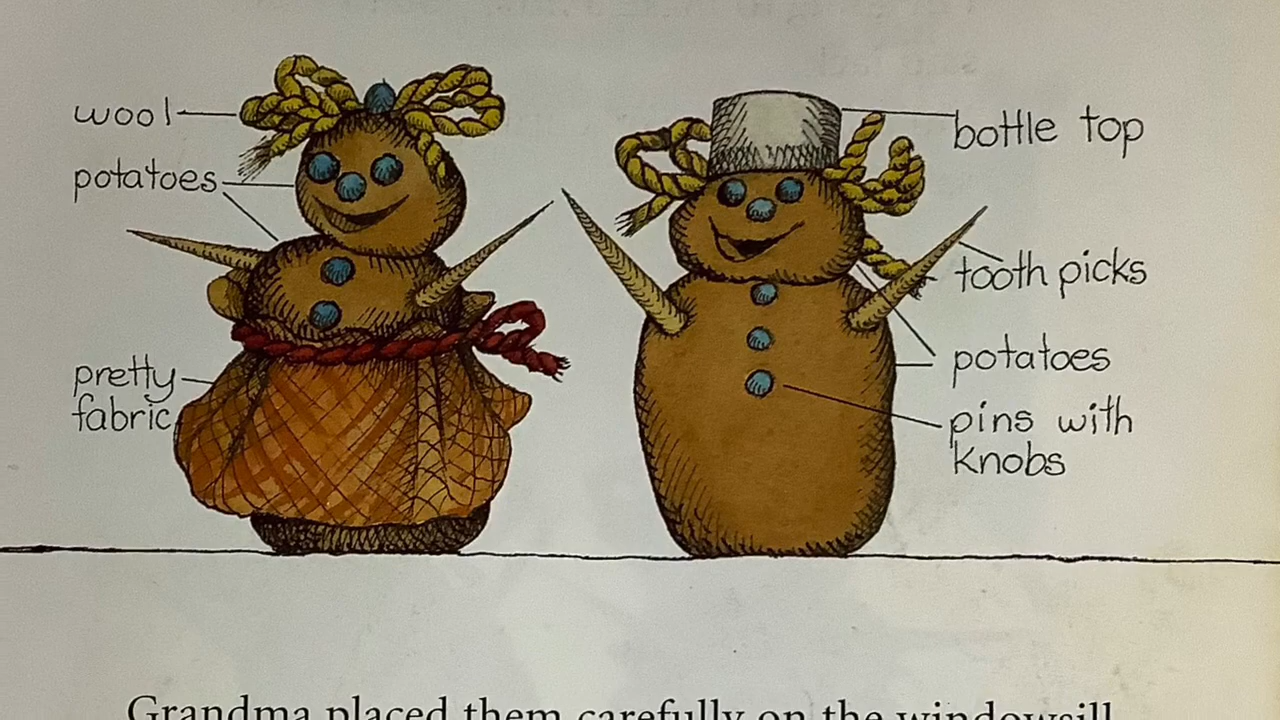 wool
potatoes
pretty
fabric
bottle top
tooth picks
potatoes
pins with
knobs
Grandma placed them carefully on the windowsill